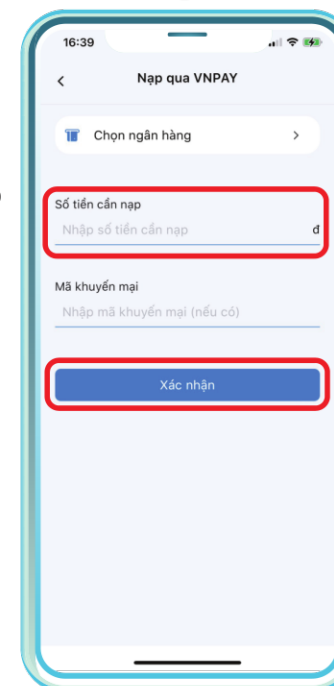 16:39
Nạp qua VNPAY
Chọn ngân hàng
Số tiền cần nạp
Nhập số tiền cần nạp đ
Mã khuyến mại
Nhập mã khuyến mại (nếu có)
Xác nhận